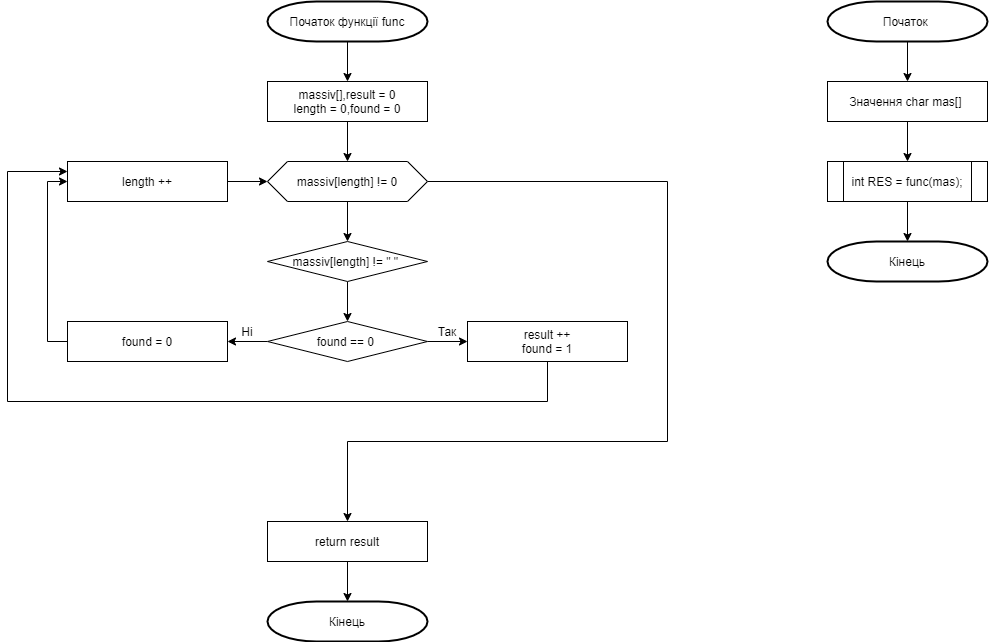 Початок функції func
massiv[],result = 0
length = 0,found = 0
length ++
massiv[length] != 0
massiv[length] != " "
found = 0
Ні
found == 0
Так
result ++
found = 1
return result
Кінець
Початок
Значення char mas[]
int RES = func(mas);
Кінець